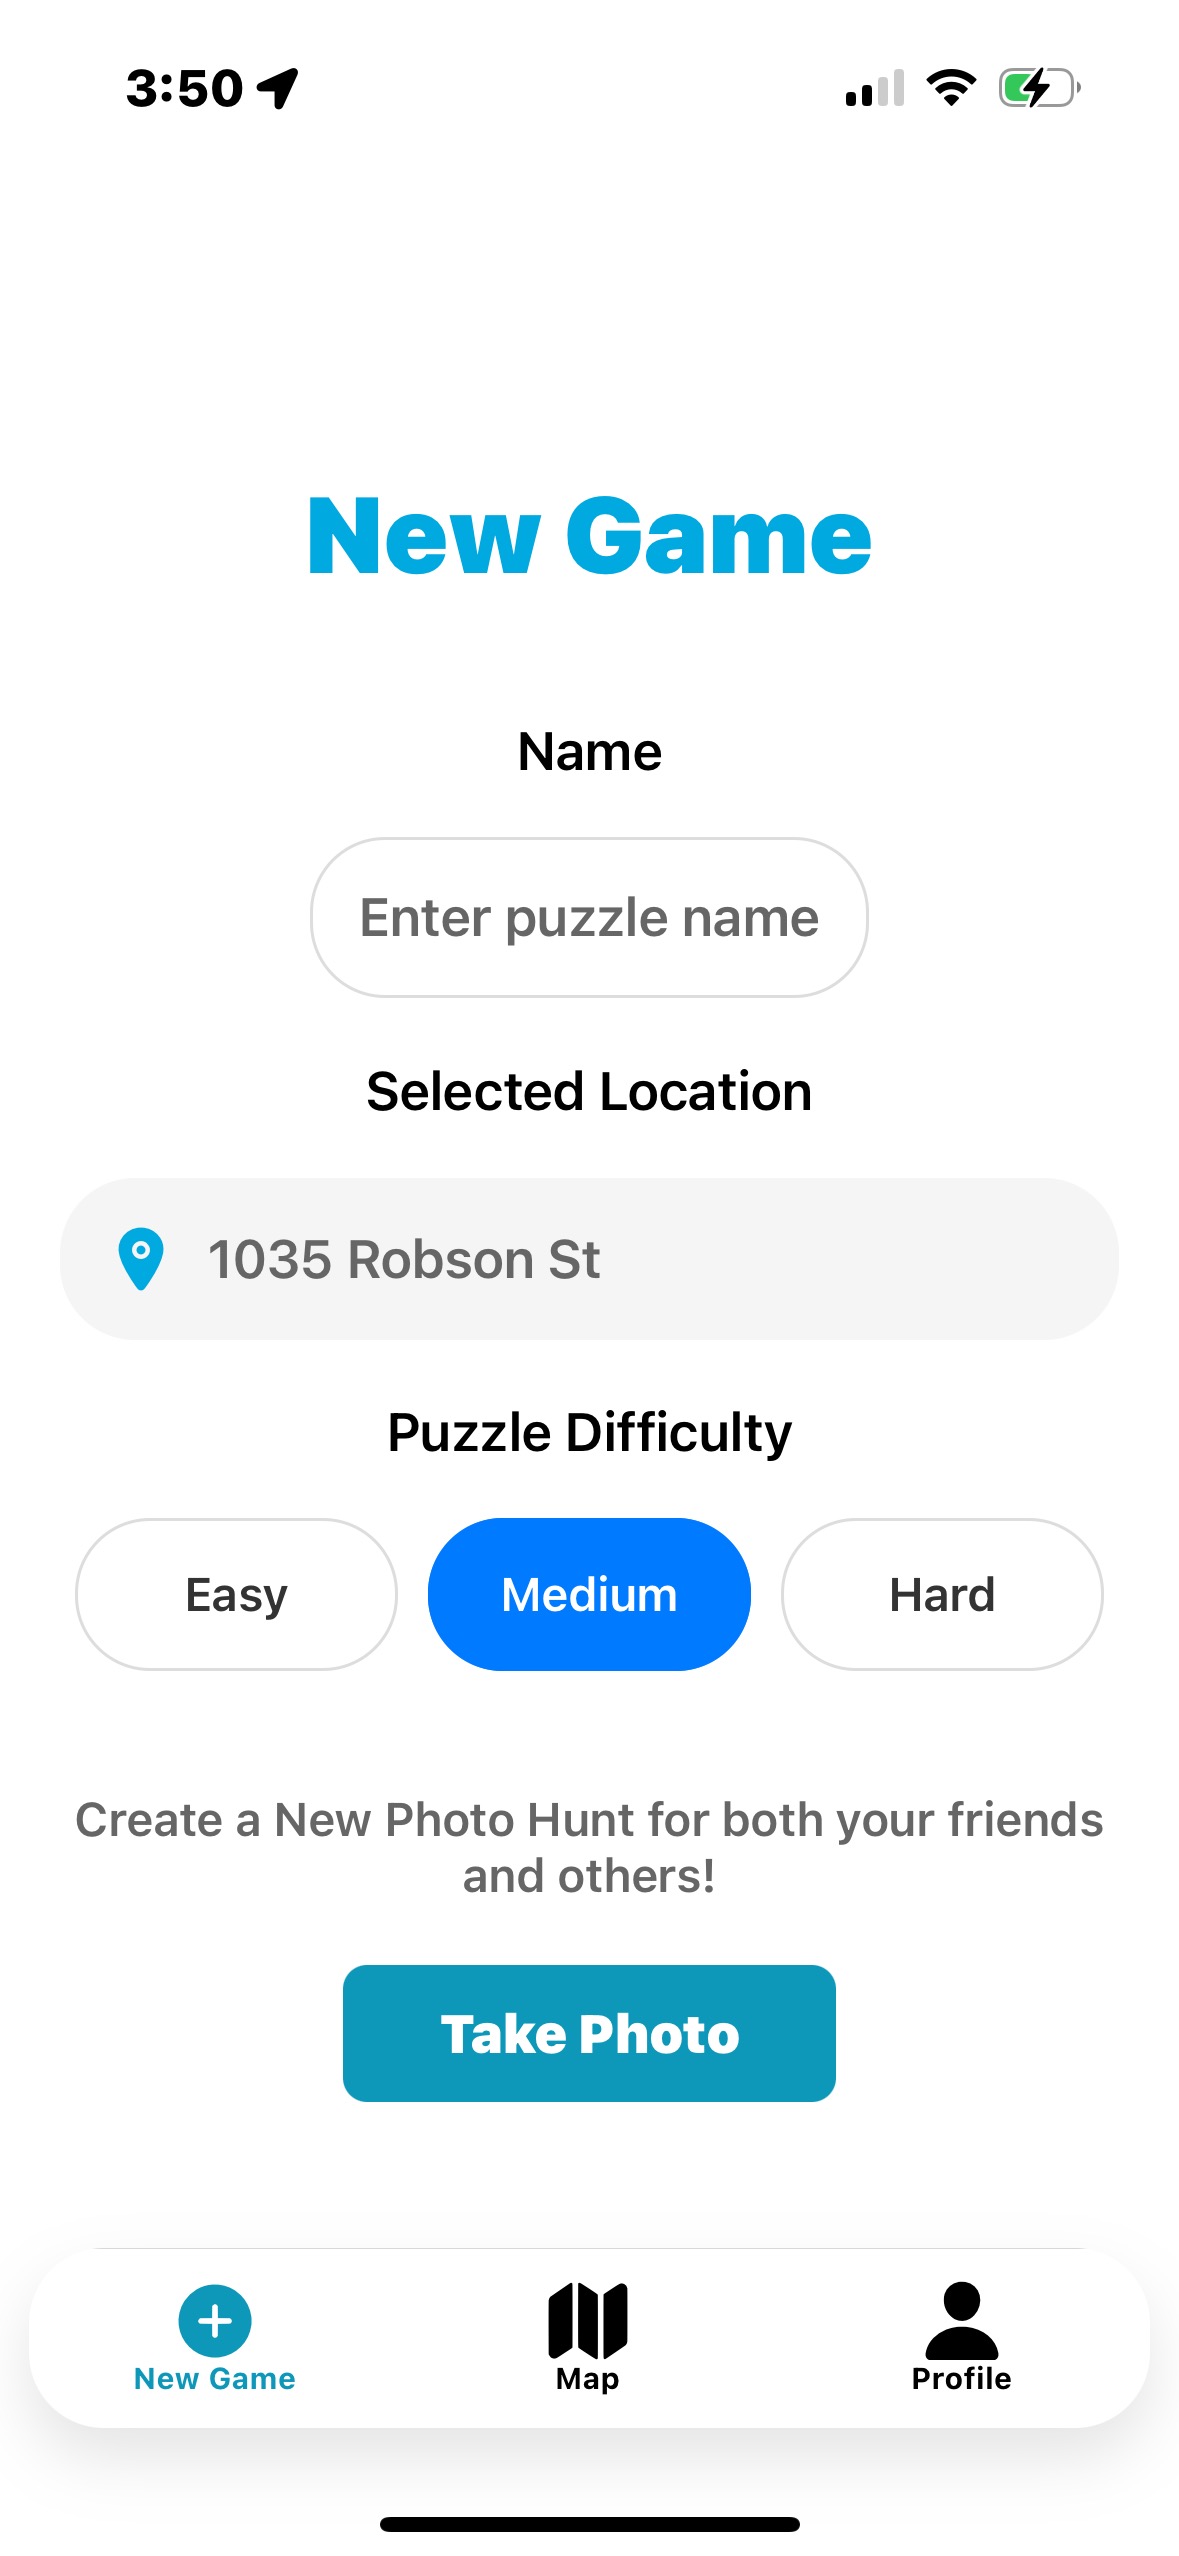 3:50
New Game
Name
Enter puzzle name
Selected Location
1035 Robson St
Puzzle Difficulty
Easy Medium Hard
Create a New Photo Hunt for both your friends
and others!
Take Photo
New Game Map Profile